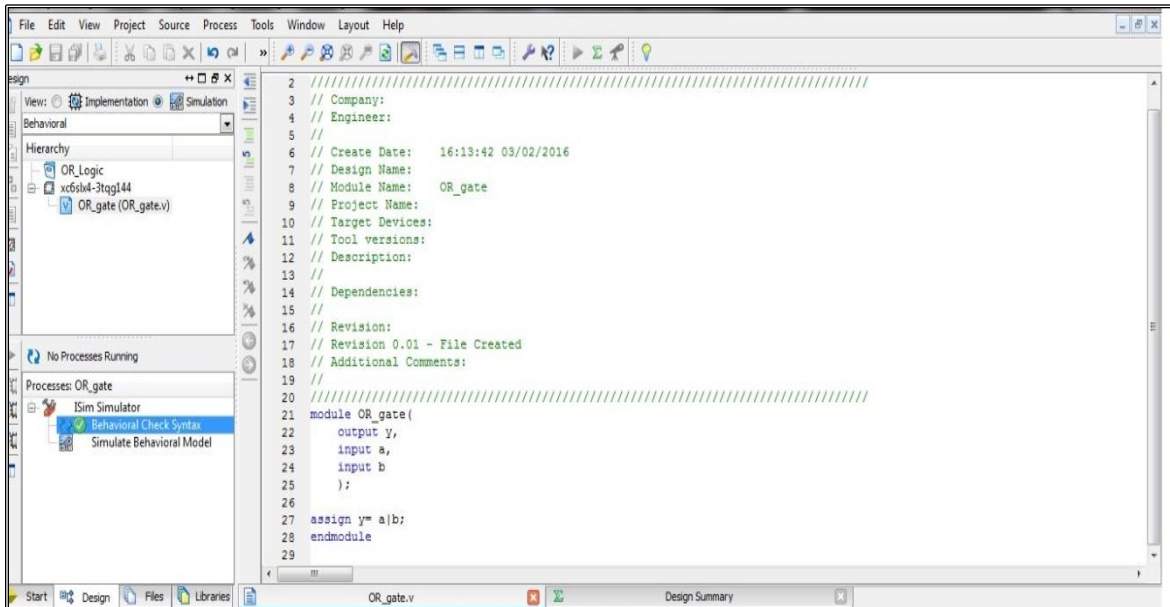 File Edit View Project Source Process Tools Window Layout Help
View: Implementation Simulation
Behavioral
Hierarchy
OR_Logic
xc6slx4-3tqg144
OR_gate (OR_gate.v)
No Processes Running
Processes: OR_gate
ISim Simulator
Behavioral Check Syntax
Simulate Behavioral Model
2 /////////////////////////////////////////////////////////////////////////////////
3 // Company:
4 // Engineer:
5 //
6 // Create Date: 16:13:42 03/02/2016
7 // Design Name:
8 // Module Name: OR_gate
9 // Project Name:
10 // Target Devices:
11 // Tool versions:
12 // Description:
13 //
14 // Dependencies:
15 //
16 // Revision:
17 // Revision 0.01 - File Created
18 // Additional Comments:
19 //
20 /////////////////////////////////////////////////////////////////////////////////
21 module OR_gate(
22 output y,
23 input a,
24 input b
25 );
26
27 assign y= a|b;
28 endmodule
29
Start Design Files Libraries
OR_gate.v
Design Summary